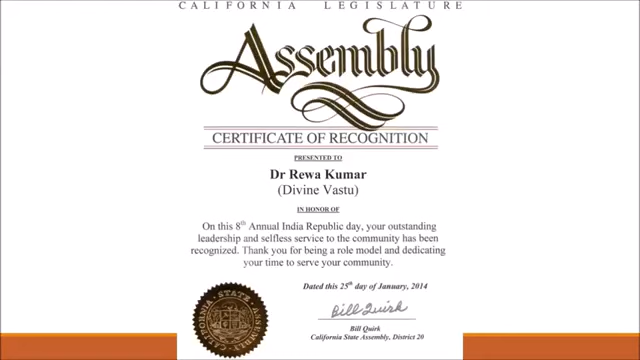 CALIFORNIA LEGISLATURE
Assembly
CERTIFICATE OF RECOGNITION
PRESENTED TO
Dr Rewa Kumar
(Divine Vastu)
IN HONOR OF
On this 8th Annual India Republic day, your outstanding
leadership and selfless service to the community has been
recognized. Thank you for being a role model and dedicating
your time to serve your community.
Dated this 25th day of January, 2014
Bill Quirk
Bill Quirk
California State Assembly, District 20
CALIFORNIA STATE ASSEMBLY